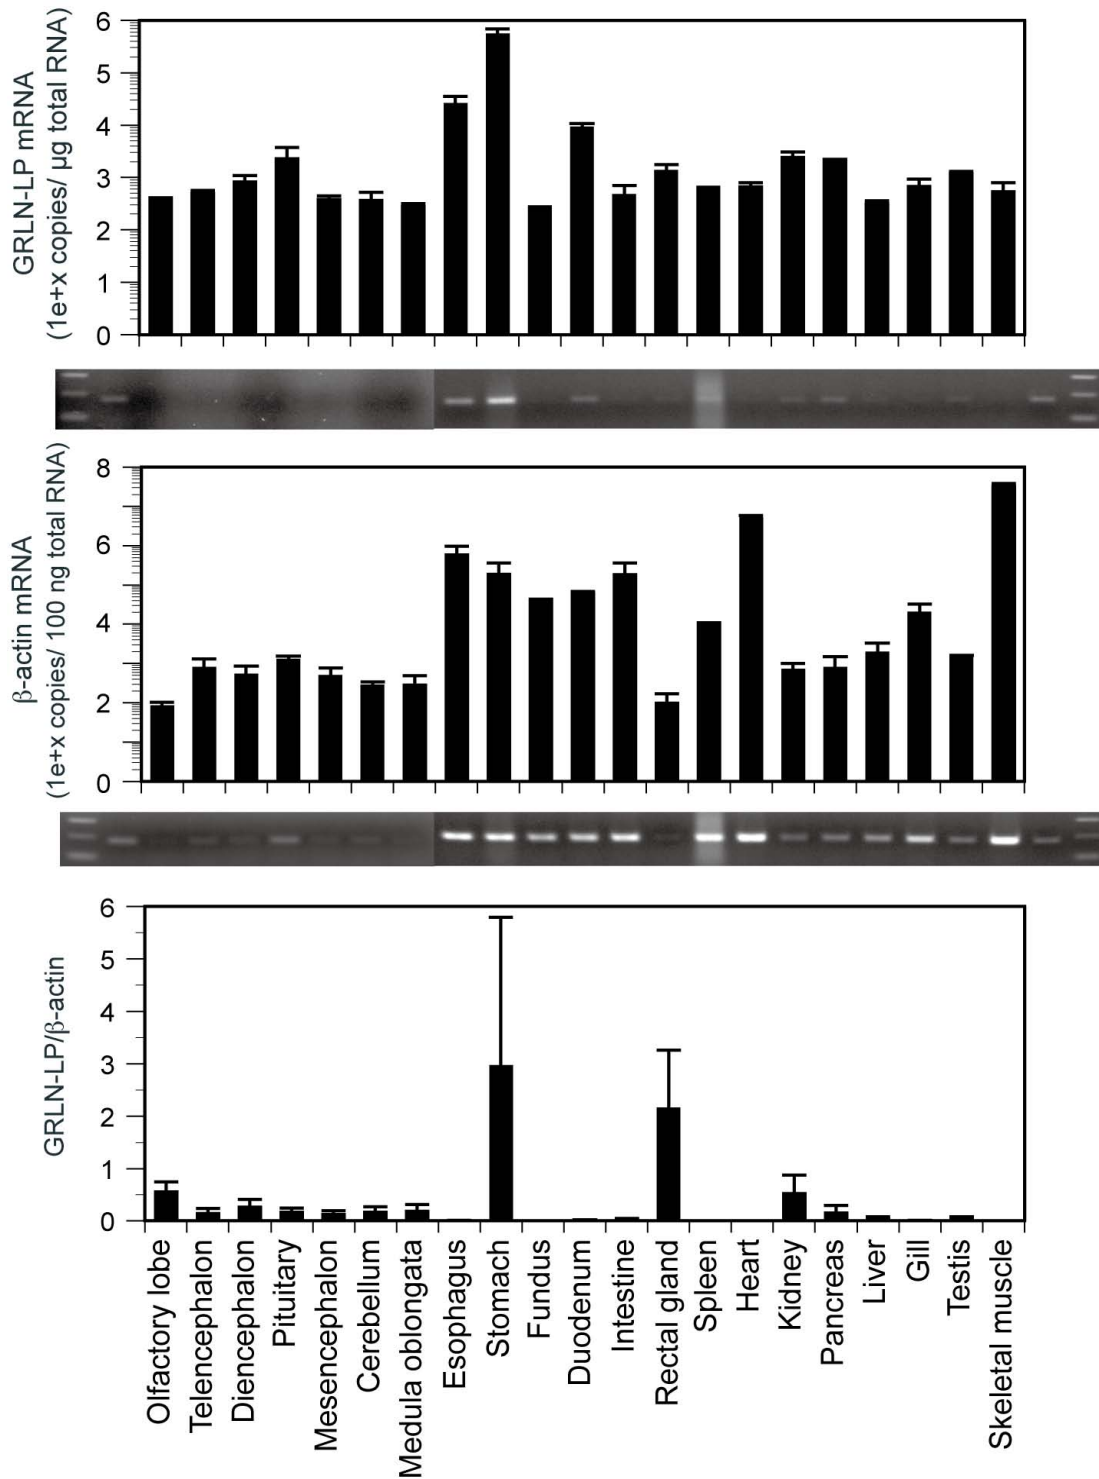 GRLN-LP mRNA
(1e+x copies/ µg total RNA)
6
5
4
3
2
1
0
β-actin mRNA
(1e+x copies/ 100 ng total RNA)
8
6
4
2
0
GRLN-LP/β-actin
6
5
4
3
2
1
0
Olfactory lobe
Telencephalon
Diencephalon
Pituitary
Mesencephalon
Cerebellum
Medula oblongata
Esophagus
Stomach
Fundus
Duodenum
Intestine
Rectal gland
Spleen
Heart
Kidney
Pancreas
Liver
Gill
Testis
Skeletal muscle